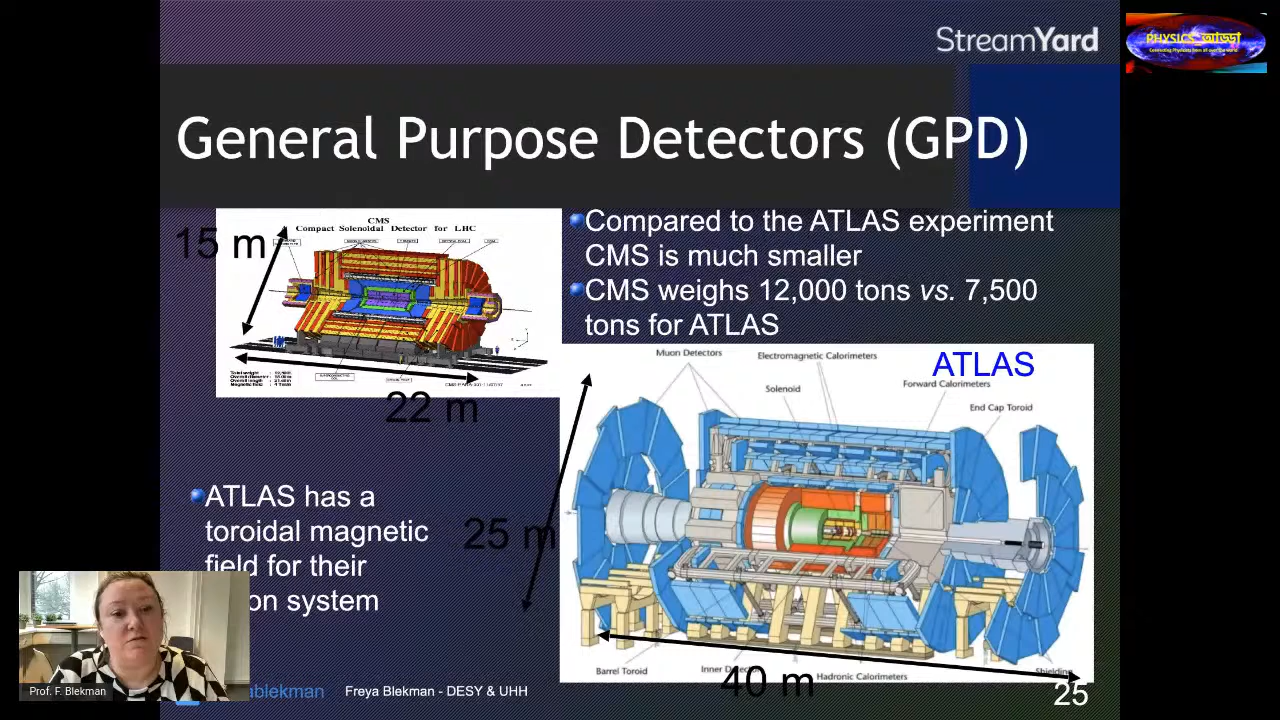 StreamYard
PHYSICS_আড্ডা
General Purpose Detectors (GPD)
CMS
Compact Solenoidal Detector for LHC
15 m
22 m
Compared to the ATLAS experiment
CMS is much smaller
CMS weighs 12,000 tons vs. 7,500
tons for ATLAS
ATLAS
Muon Detectors
Electromagnetic Calorimeters
Solenoid
Forward Calorimeters
End Cap Toroid
25 m
40 m
Barrel Toroid
Hadronic Calorimeters
Shielding
ATLAS has a
toroidal magnetic
field for their
on system
Prof. F. Blekman
ablekman
Freya Blekman - DESY & UHH
25